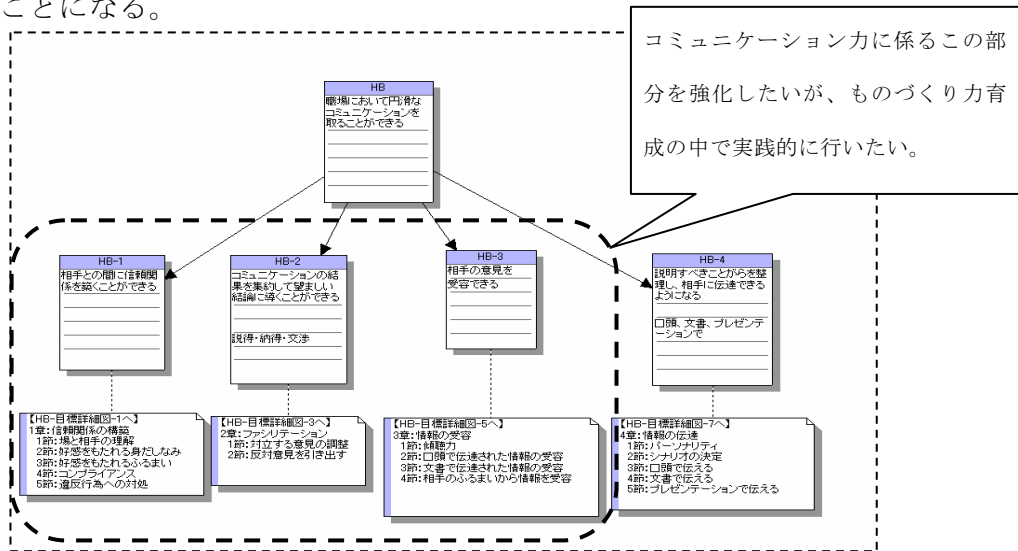 ことになる。
コミュニケーション力に係るこの部
分を強化したいが、ものづくり力育
成の中で実践的に行いたい。
HB
職場において円滑な
コミュニケーションを
取ることができる
HB-1
相手との間に信頼関
係を築くことができる
HB-2
コミュニケーションの結
果を集約して望ましい
結論に導くことができる
説得・納得・交渉
HB-3
相手の意見を
受容できる
HB-4
説明すべきことがらを整
理し、相手に伝達できる
ようになる
口頭、文書、プレゼンテ
ーションで
【HB-目標詳細図-1へ】
1章:信頼関係の構築
1節:場と相手の理解
2節:好感をもたれる身だしなみ
3節:好感をもたれるふるまい
4節:コンプライアンス
5節:違反行為への対処
【HB-目標詳細図-3へ】
2章:ファシリテーション
1節:対立する意見の調整
2節:反対意見を引き出す
【HB-目標詳細図-5へ】
3章:情報の受容
1節:傾聴力
2節:口頭で伝達された情報の受容
3節:文書で伝達された情報の受容
4節:相手のふるまいから情報を受容
【HB-目標詳細図-7へ】
4章:情報の伝達
1節:パーソナリティ
2節:シナリオの決定
3節:口頭で伝える
4節:文書で伝える
5節:プレゼンテーションで伝える